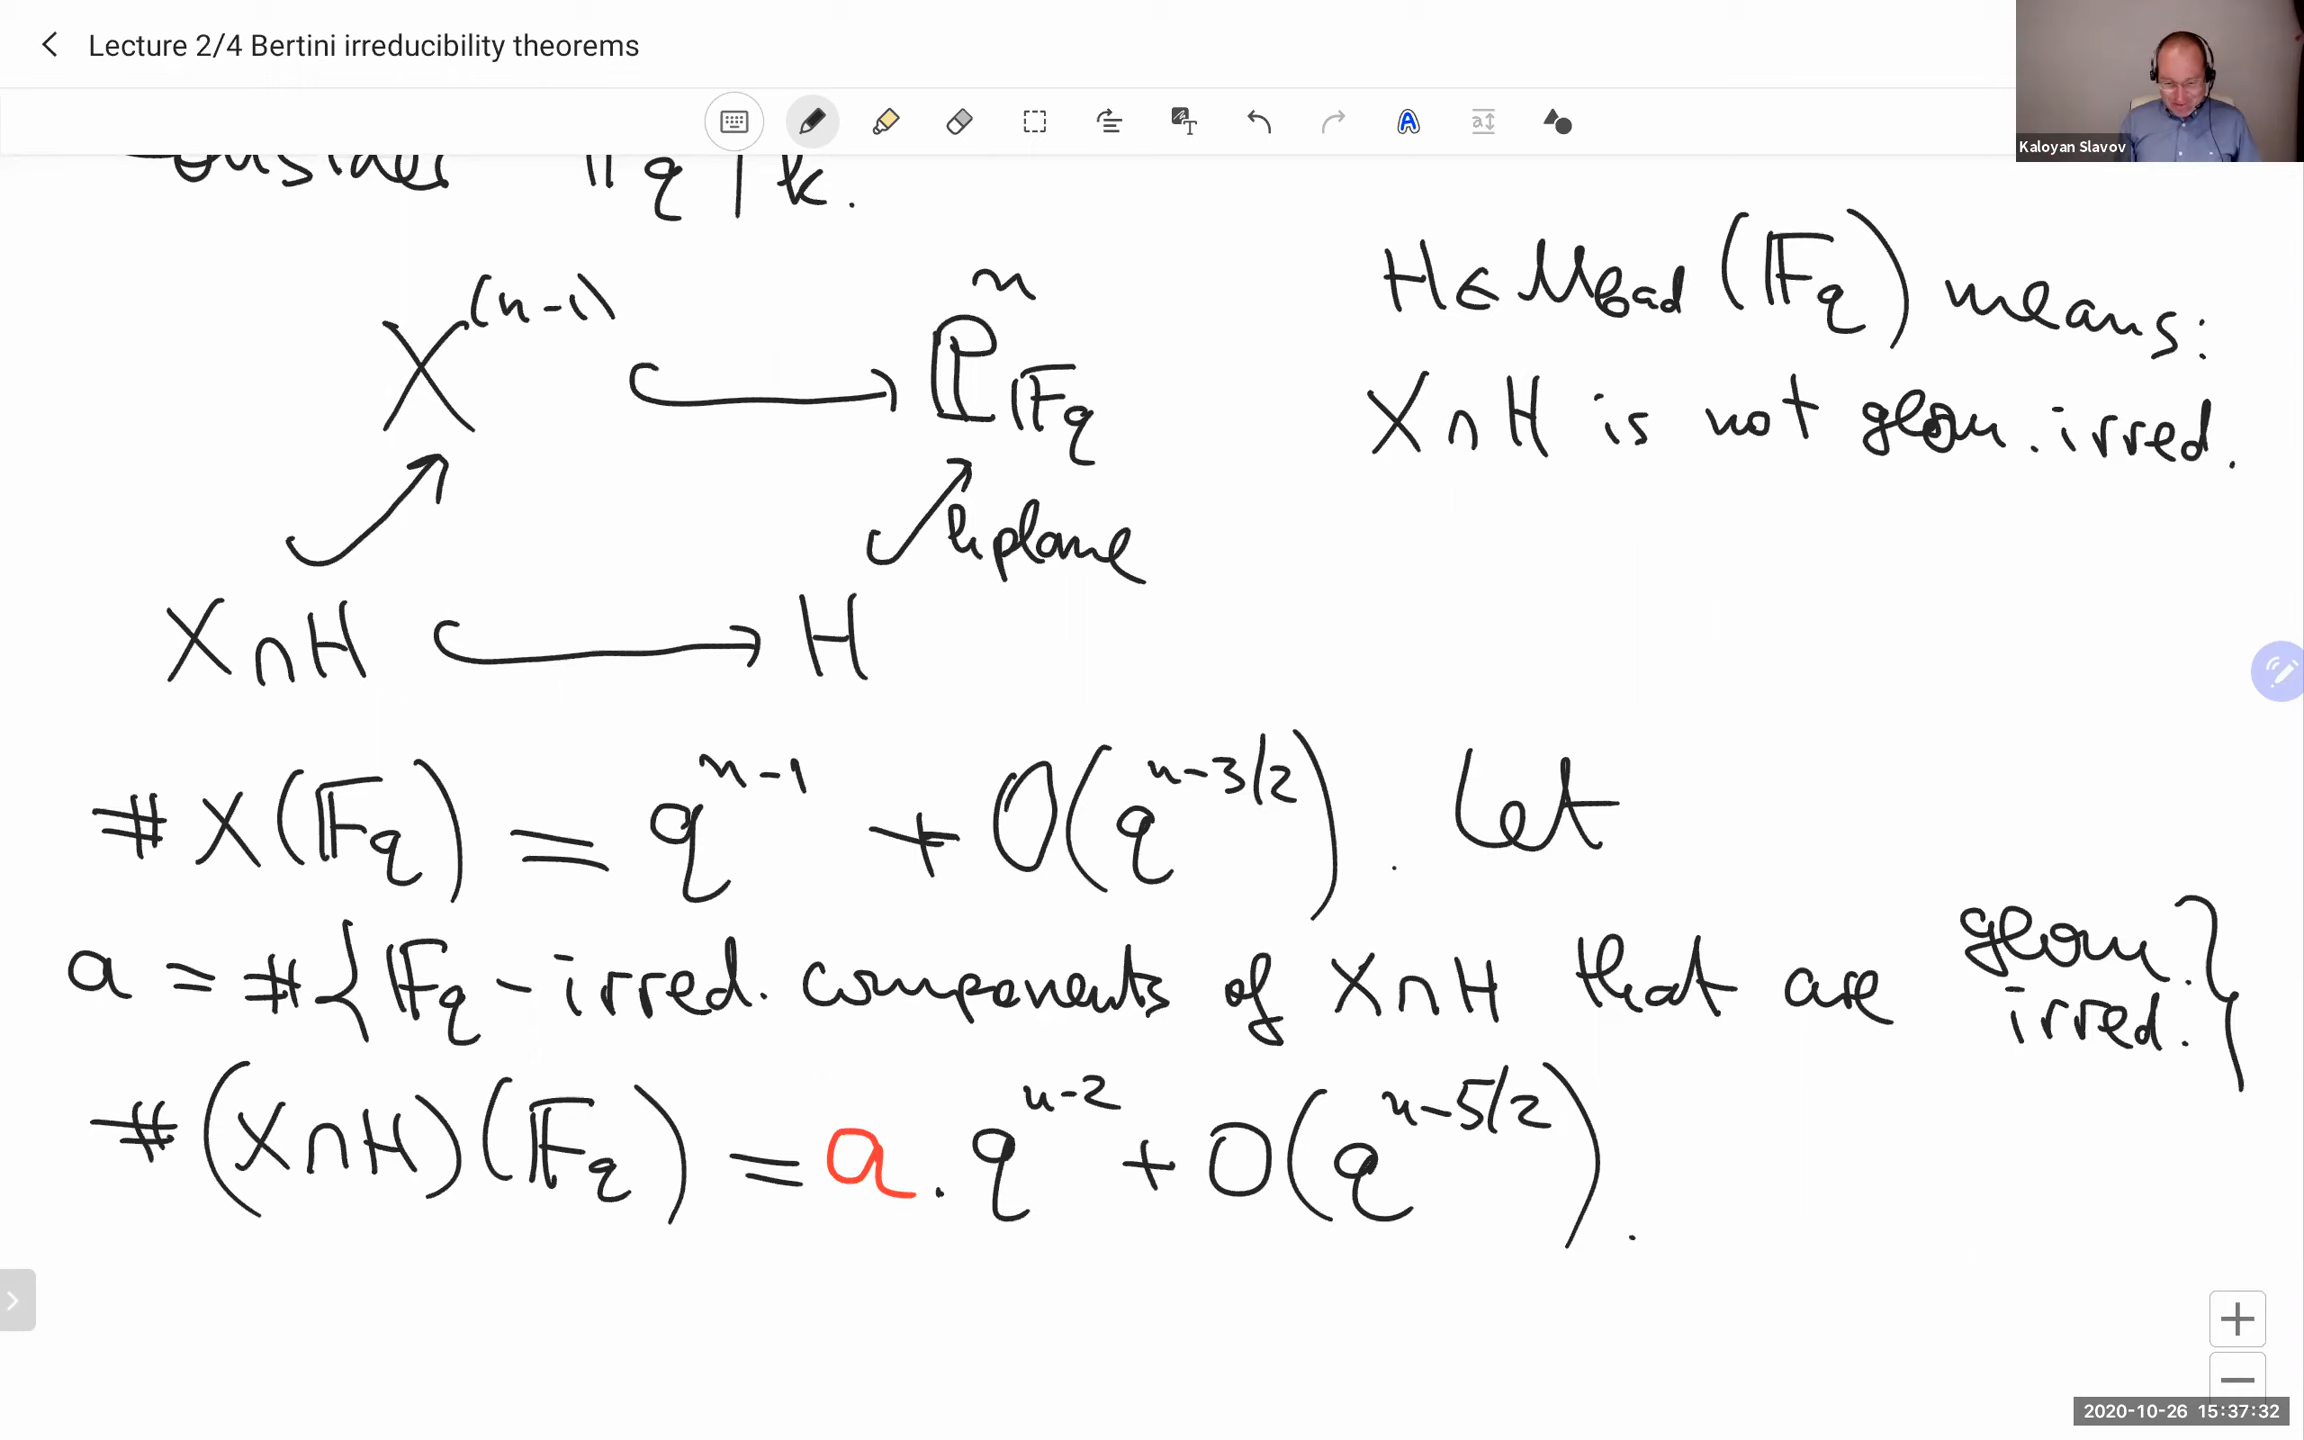 Lecture 2/4 Bertini irreducibility theorems
Kaloyan Slavov
Consider 𝔽_q | k.
X^(n-1) ↪ ℙ^n_𝔽_q
hplane
X∩H ↪ H
H ∈ M_bad (𝔽_q) means:
X∩H is not geom. irred.
#X(𝔽_q) = q^{n-1} + O(q^{n-3/2}). Let
a = #{𝔽_q-irred. components of X∩H that are geom. irred.}
#(X∩H)(𝔽_q) = a · q^{n-2} + O(q^{n-5/2}).
2020-10-26 15:37:32